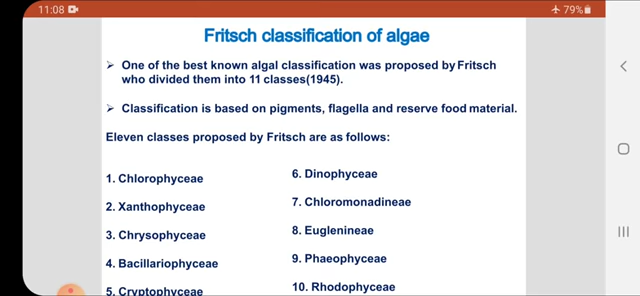 11:08
79%
Fritsch classification of algae
➢ One of the best known algal classification was proposed by Fritsch
who divided them into 11 classes(1945).
➢ Classification is based on pigments, flagella and reserve food material.
Eleven classes proposed by Fritsch are as follows:
1. Chlorophyceae
2. Xanthophyceae
3. Chrysophyceae
4. Bacillariophyceae
5. Cryptophyceae
6. Dinophyceae
7. Chloromonadineae
8. Euglenineae
9. Phaeophyceae
10. Rhodophyceae